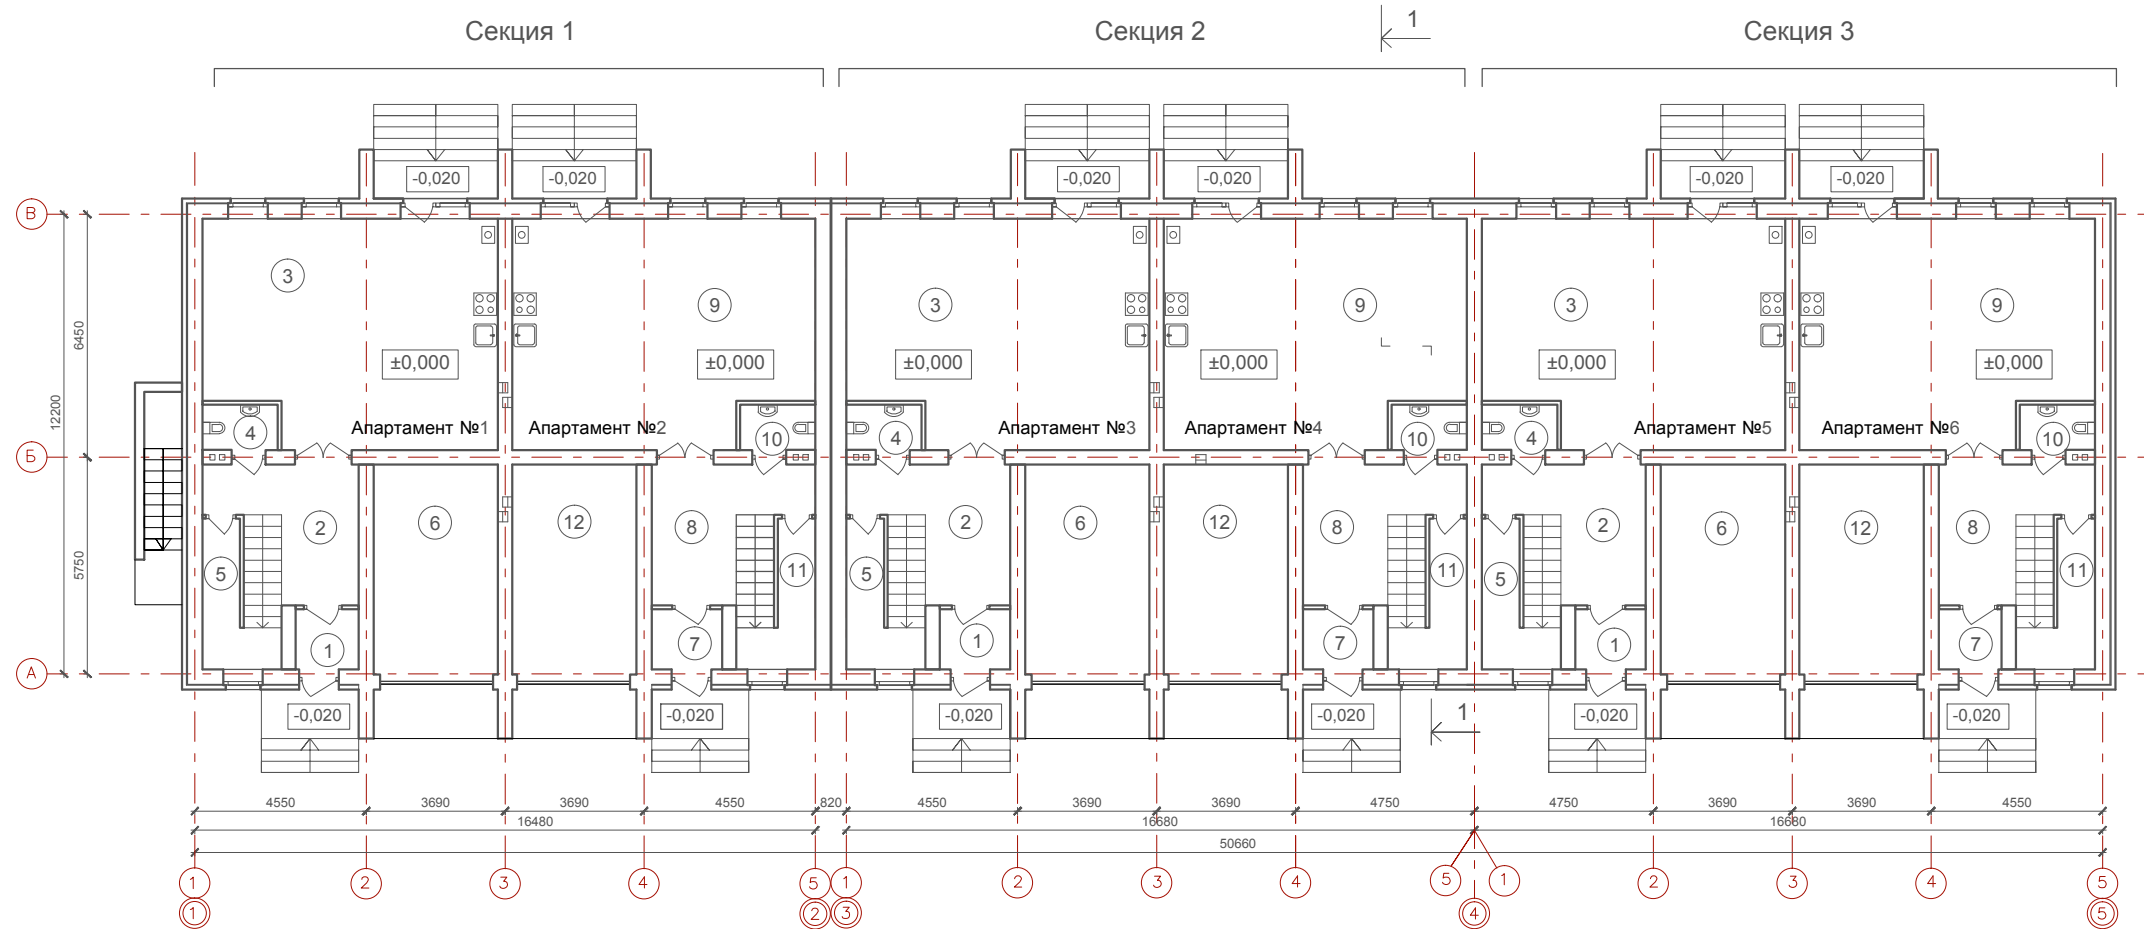 Секция 1 Секция 2 1 Секция 3
-0,020 -0,020 -0,020 -0,020 -0,020 -0,020
В
3 9 3 9 3 9
6450
±0,000 ±0,000 ±0,000 ±0,000 ±0,000 ±0,000
12200
Апартамент №1 Апартамент №2 Апартамент №3 Апартамент №4 Апартамент №5 Апартамент №6
4 10 4 10 4 10
Б
2 6 12 8 2 6 12 8 2 6 12 8
5750
5 11 5 11 5 11
1 7 1 7 1 7
А
-0,020 -0,020 -0,020 -0,020 1 -0,020 -0,020
4550 3690 3690 4550 820 4550 3690 3690 4750 4750 3690 3690 4550
16480 16680 16680
50660
1 2 3 4 5 1 2 3 4 5 1 2 3 4 5
1 2 3 4 5